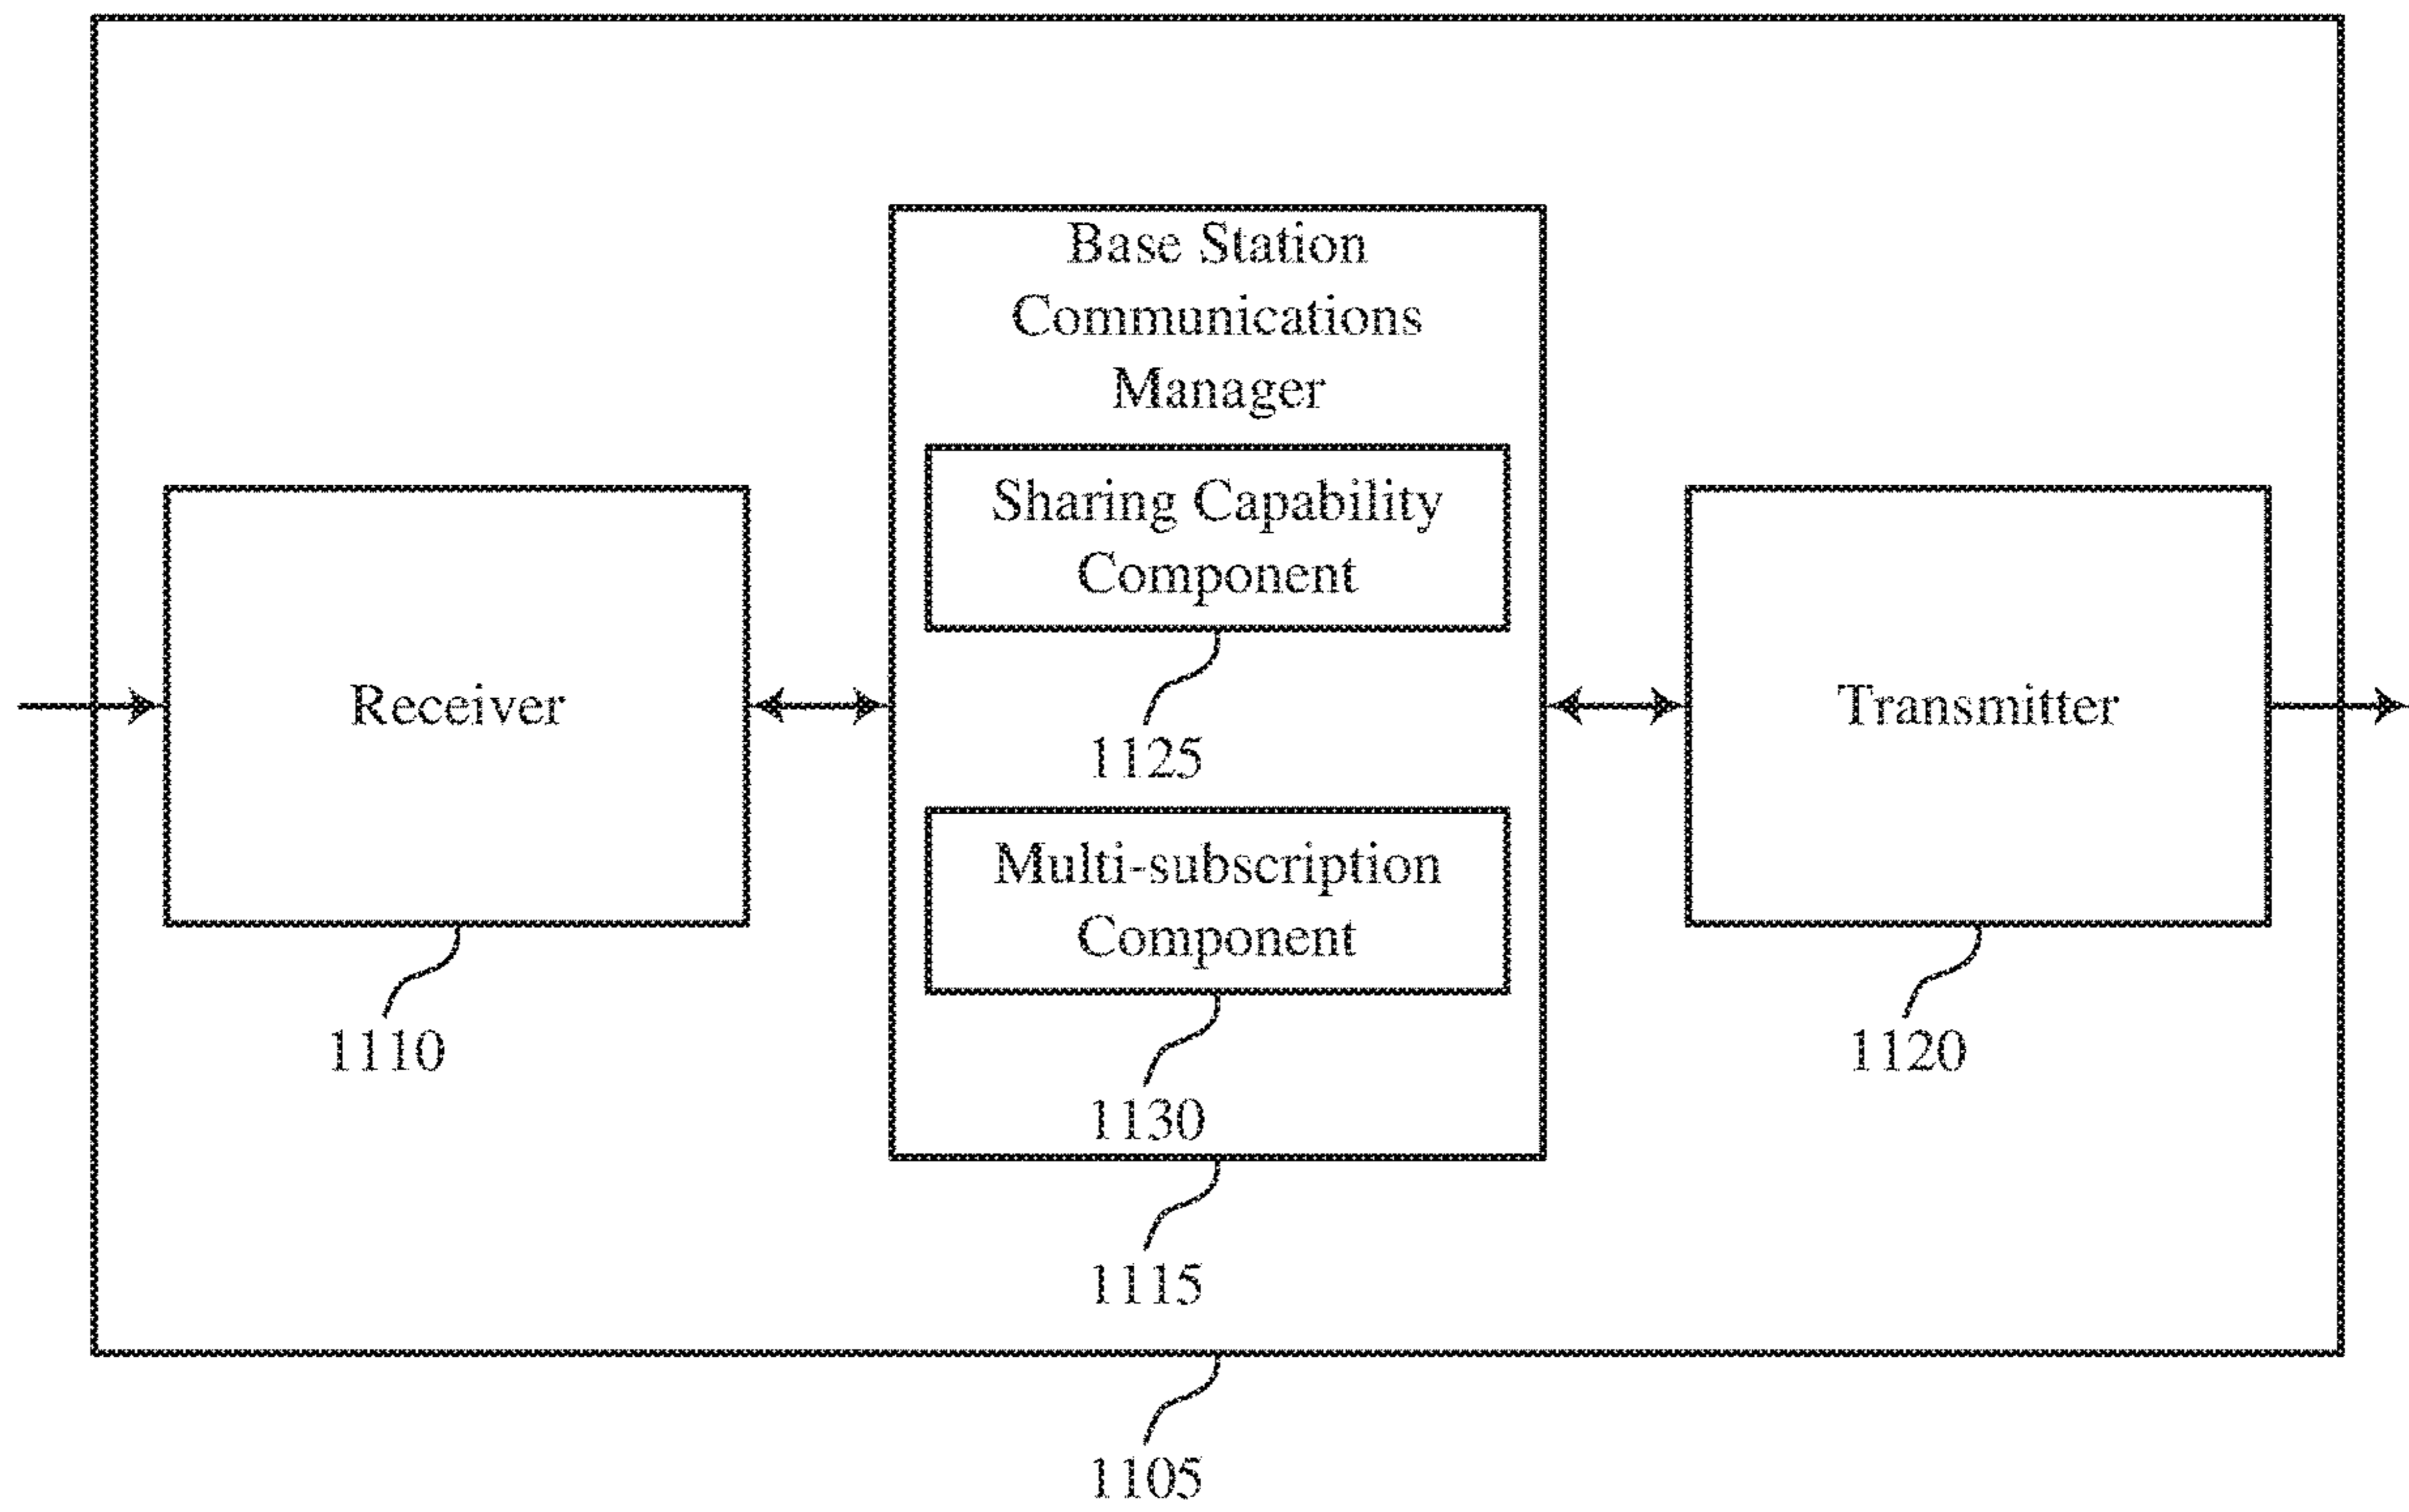 Base Station
Communications
Manager
Sharing Capability
Component
1125
Multi-subscription
Component
1130
1115
Receiver
1110
Transmitter
1120
1105